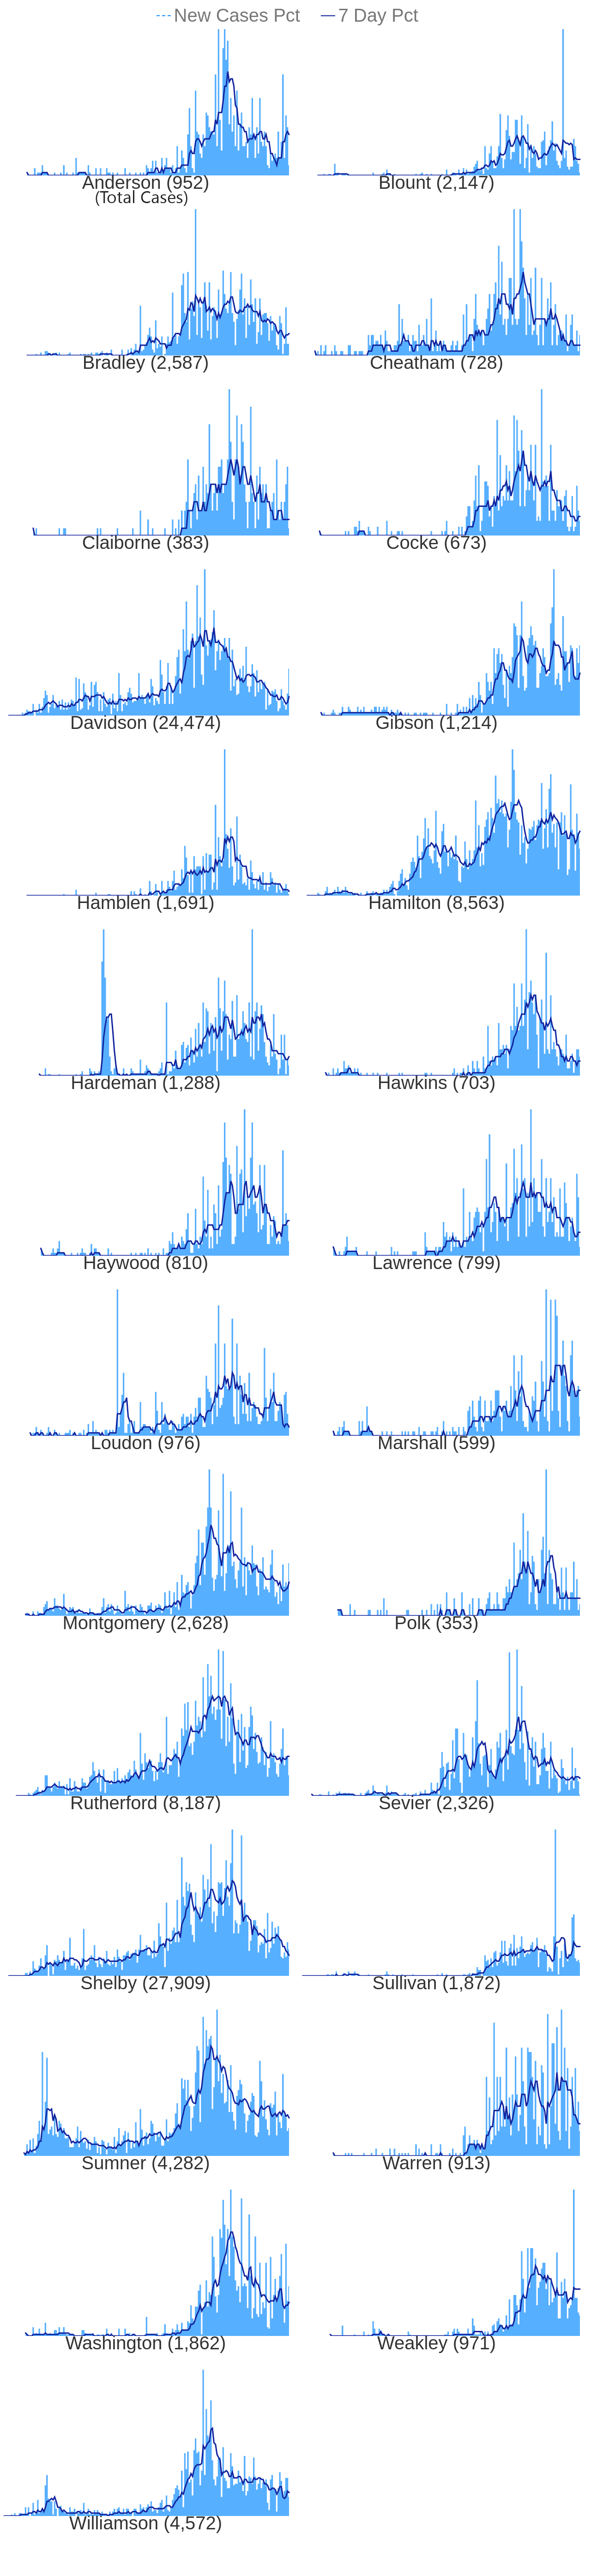 New Cases Pct 7 Day Pct
Anderson (952) Blount (2,147)
(Total Cases)
Bradley (2,587) Cheatham (728)
Claiborne (383) Cocke (673)
Davidson (24,474) Gibson (1,214)
Hamblen (1,691) Hamilton (8,563)
Hardeman (1,288) Hawkins (703)
Haywood (810) Lawrence (799)
Loudon (976) Marshall (599)
Montgomery (2,628) Polk (353)
Rutherford (8,187) Sevier (2,326)
Shelby (27,909) Sullivan (1,872)
Sumner (4,282) Warren (913)
Washington (1,862) Weakley (971)
Williamson (4,572)